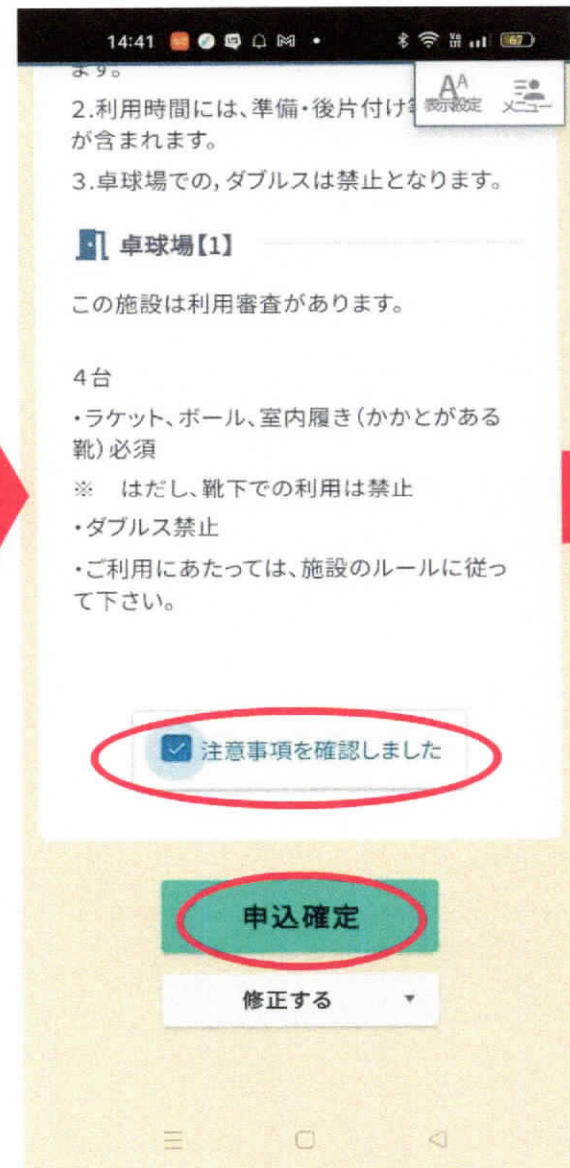 14:41
67
ます。
表示設定 メニュー
2.利用時間には、準備・後片付け
が含まれます。
3.卓球場での,ダブルスは禁止となります。
卓球場【1】
この施設は利用審査があります。
4台
・ラケット、ボール、室内履き(かかとがある
靴)必須
※ はだし、靴下での利用は禁止
・ダブルス禁止
・ご利用にあたっては、施設のルールに従っ
て下さい。
注意事項を確認しました
申込確定
修正する